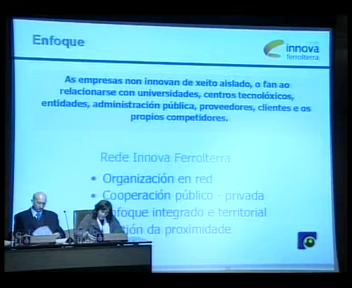 Enfoque
innova
ferrolterra
As empresas non innovan de xeito aislado, o fan ao
relacionarse con universidades, centros tecnolóxicos,
entidades, administración pública, proveedores, clientes e os
propios competidores.
Rede Innova Ferrolterra
• Organización en red
• Cooperación público - privada
enfoque integrado e territorial
da proximidade